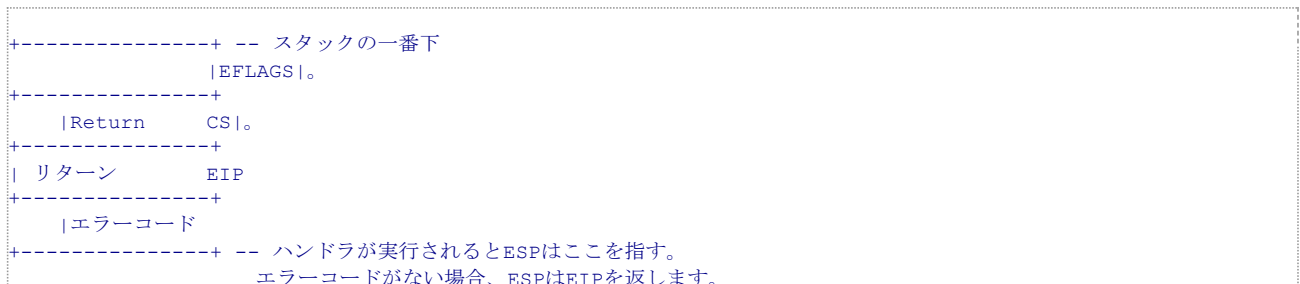 +---------------+ -- スタックの一番下
|EFLAGS|。
+---------------+
|Return CS|。
+---------------+
| リターン EIP
+---------------+
|エラーコード
+---------------+ -- ハンドラが実行されるとESPはここを指す。
エラーコードがない場合、ESPはEIPを返します。